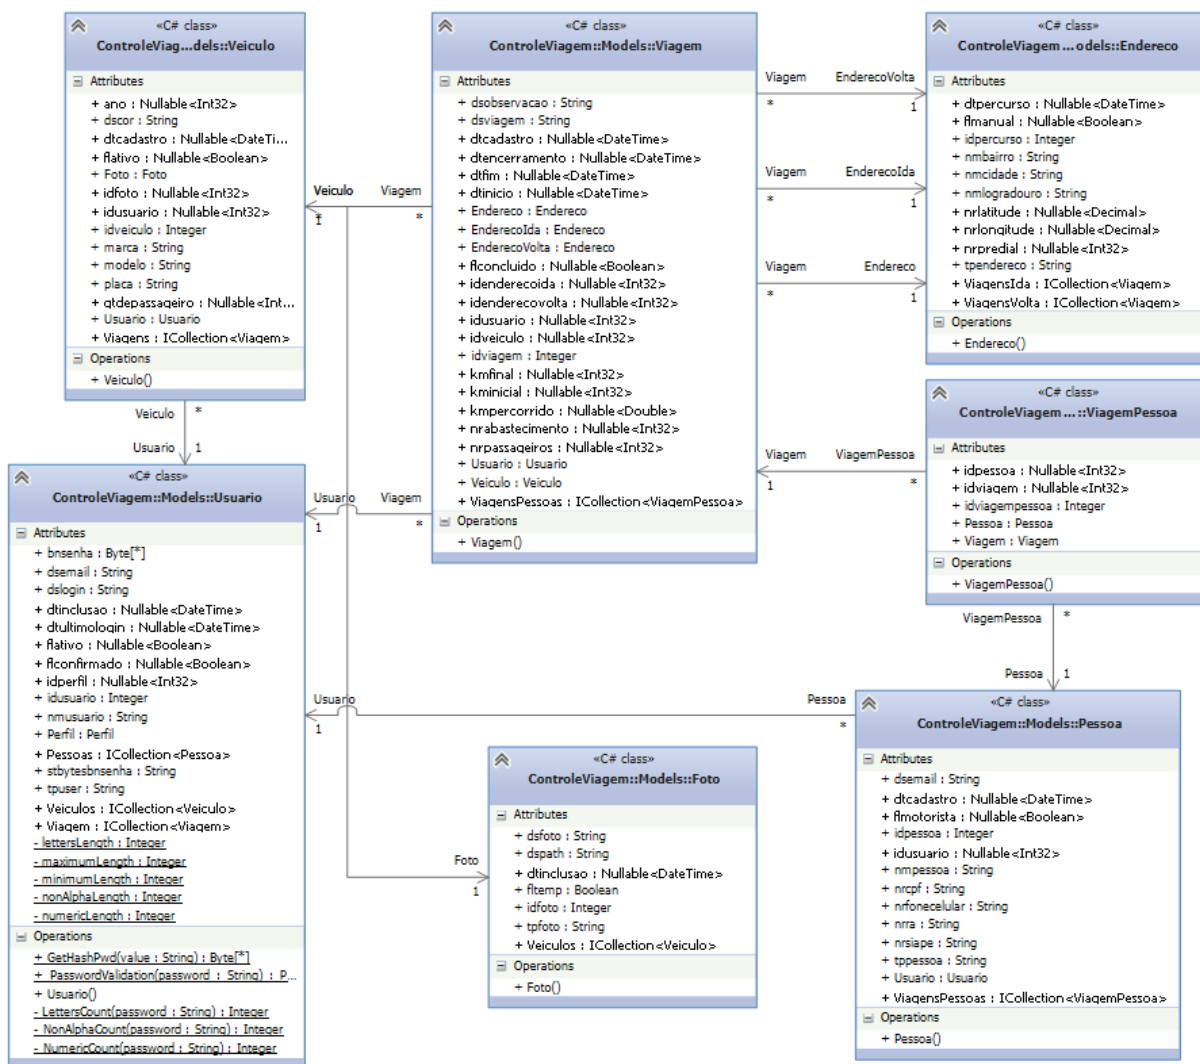 «C# class»
ControleViag...dels::Veiculo
Attributes
+ ano : Nullable<Int32>
+ dscor : String
+ dtcadastro : Nullable<DateTi...
+ flativo : Nullable<Boolean>
+ Foto : Foto
+ idfoto : Nullable<Int32>
+ idusuario : Nullable<Int32>
+ idveiculo : Integer
+ marca : String
+ modelo : String
+ placa : String
+ qtdepassageiro : Nullable<Int...
+ Usuario : Usuario
+ Viagens : ICollection<Viagem>
Operations
+ Veiculo()
«C# class»
ControleViagem::Models::Viagem
Attributes
+ dsobservacao : String
+ dsviagem : String
+ dtcadastro : Nullable<DateTime>
+ dtencerramento : Nullable<DateTime>
+ dtfim : Nullable<DateTime>
+ dtinicio : Nullable<DateTime>
+ Endereco : Endereco
+ EnderecoIda : Endereco
+ EnderecoVolta : Endereco
+ flconcluido : Nullable<Boolean>
+ idenderecoida : Nullable<Int32>
+ idenderecovolta : Nullable<Int32>
+ idusuario : Nullable<Int32>
+ idveiculo : Nullable<Int32>
+ idviagem : Integer
+ kmfinal : Nullable<Int32>
+ kminicial : Nullable<Int32>
+ kmpercorrido : Nullable<Double>
+ nrabastecimento : Nullable<Int32>
+ nrpassageiros : Nullable<Int32>
+ Usuario : Usuario
+ Veiculo : Veiculo
+ ViagensPessoas : ICollection<ViagemPessoa>
Operations
+ Viagem()
«C# class»
ControleViagem ...odels::Endereco
Attributes
+ dtpercurso : Nullable<DateTime>
+ flmanual : Nullable<Boolean>
+ idpercurso : Integer
+ nmbairro : String
+ nmcidade : String
+ nmlogradouro : String
+ nrlatitude : Nullable<Decimal>
+ nrlongitude : Nullable<Decimal>
+ nrpredial : Nullable<Int32>
+ tpendereco : String
+ ViagensIda : ICollection<Viagem>
+ ViagensVolta : ICollection<Viagem>
Operations
+ Endereco()
Viagem EnderecoVolta
* 1
Viagem EnderecoIda
* 1
Viagem Endereco
* 1
Veiculo Viagem
1 *
*
Veiculo *
Usuario 1
«C# class»
ControleViagem ...::ViagemPessoa
Attributes
+ idpessoa : Nullable<Int32>
+ idviagem : Nullable<Int32>
+ idviagempessoa : Integer
+ Pessoa : Pessoa
+ Viagem : Viagem
Operations
+ ViagemPessoa()
Viagem ViagemPessoa
1 *
Usuario Viagem
1 *
ViagemPessoa *
Pessoa 1
«C# class»
ControleViagem::Models::Usuario
Attributes
+ bnsenha : Byte[*]
+ dsemail : String
+ dslogin : String
+ dtinclusao : Nullable<DateTime>
+ dtultimologin : Nullable<DateTime>
+ flativo : Nullable<Boolean>
+ flconfirmado : Nullable<Boolean>
+ idperfil : Nullable<Int32>
+ idusuario : Integer
+ nmusuario : String
+ Perfil : Perfil
+ Pessoas : ICollection<Pessoa>
+ stbytesbnsenha : String
+ tpuser : String
+ Veiculos : ICollection<Veiculo>
+ Viagem : ICollection<Viagem>
- lettersLength : Integer
- maximumLength : Integer
- minimumLength : Integer
- nonAlphaLength : Integer
- numericLength : Integer
Operations
+ GetHashPwd(value : String) : Byte[*]
+ PasswordValidation(password : String) : P...
+ Usuario()
- LettersCount(password : String) : Integer
- NonAlphaCount(password : String) : Integer
- NumericCount(password : String) : Integer
Usuario Pessoa
1 *
Foto
1
«C# class»
ControleViagem::Models::Foto
Attributes
+ dsfoto : String
+ dspath : String
+ dtinclusao : Nullable<DateTime>
+ fltemp : Boolean
+ idfoto : Integer
+ tpfoto : String
+ Veiculos : ICollection<Veiculo>
Operations
+ Foto()
«C# class»
ControleViagem::Models::Pessoa
Attributes
+ dsemail : String
+ dtcadastro : Nullable<DateTime>
+ flmotorista : Nullable<Boolean>
+ idpessoa : Integer
+ idusuario : Nullable<Int32>
+ nmpessoa : String
+ nrcpf : String
+ nrfonecelular : String
+ nrra : String
+ nrsiape : String
+ tppessoa : String
+ Usuario : Usuario
+ ViagensPessoas : ICollection<ViagemPessoa>
Operations
+ Pessoa()